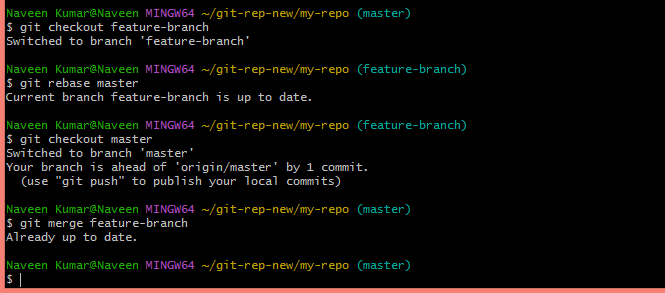 Naveen Kumar@Naveen MINGW64 ~/git-rep-new/my-repo (master)
$ git checkout feature-branch
Switched to branch 'feature-branch'
Naveen Kumar@Naveen MINGW64 ~/git-rep-new/my-repo (feature-branch)
$ git rebase master
Current branch feature-branch is up to date.
Naveen Kumar@Naveen MINGW64 ~/git-rep-new/my-repo (feature-branch)
$ git checkout master
Switched to branch 'master'
Your branch is ahead of 'origin/master' by 1 commit.
  (use "git push" to publish your local commits)
Naveen Kumar@Naveen MINGW64 ~/git-rep-new/my-repo (master)
$ git merge feature-branch
Already up to date.
Naveen Kumar@Naveen MINGW64 ~/git-rep-new/my-repo (master)
$